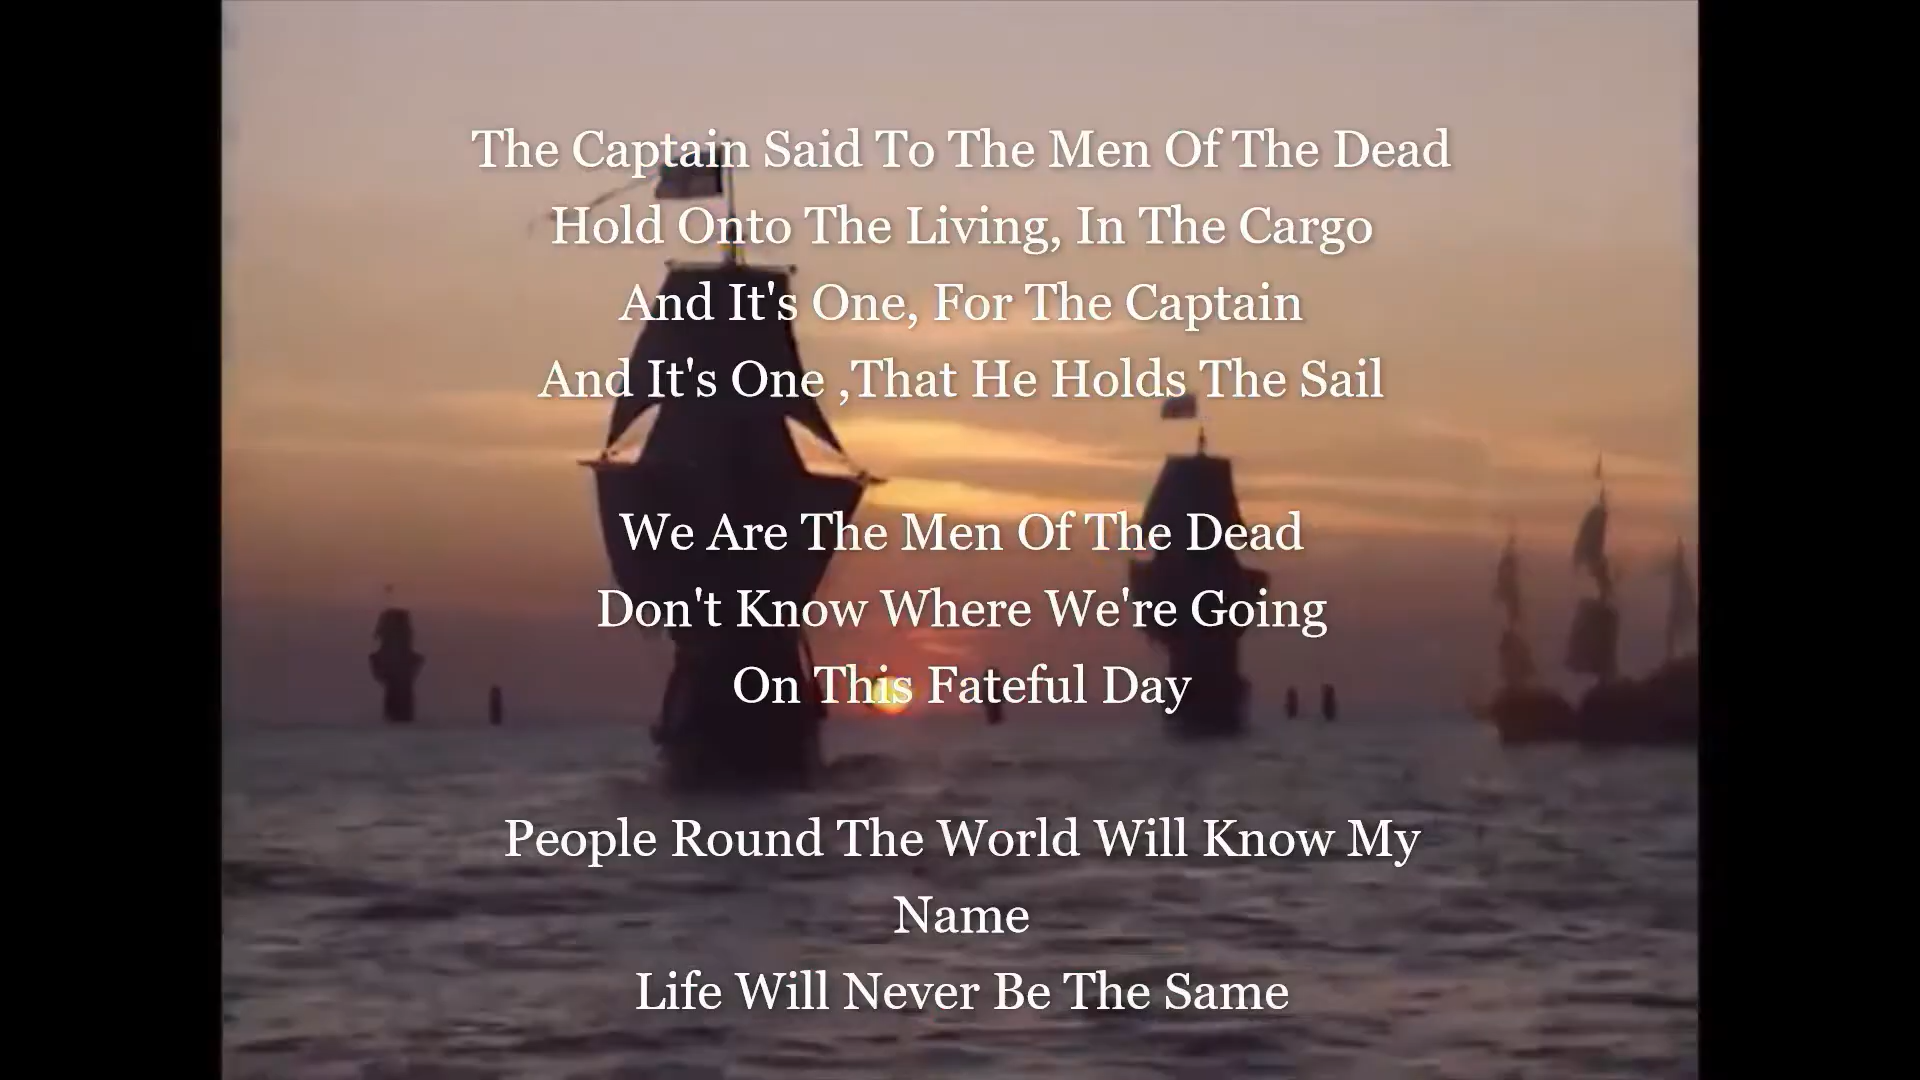 The Captain Said To The Men Of The Dead
Hold Onto The Living, In The Cargo
And It's One, For The Captain
And It's One ,That He Holds The Sail
We Are The Men Of The Dead
Don't Know Where We're Going
On This Fateful Day
People Round The World Will Know My
Name
Life Will Never Be The Same